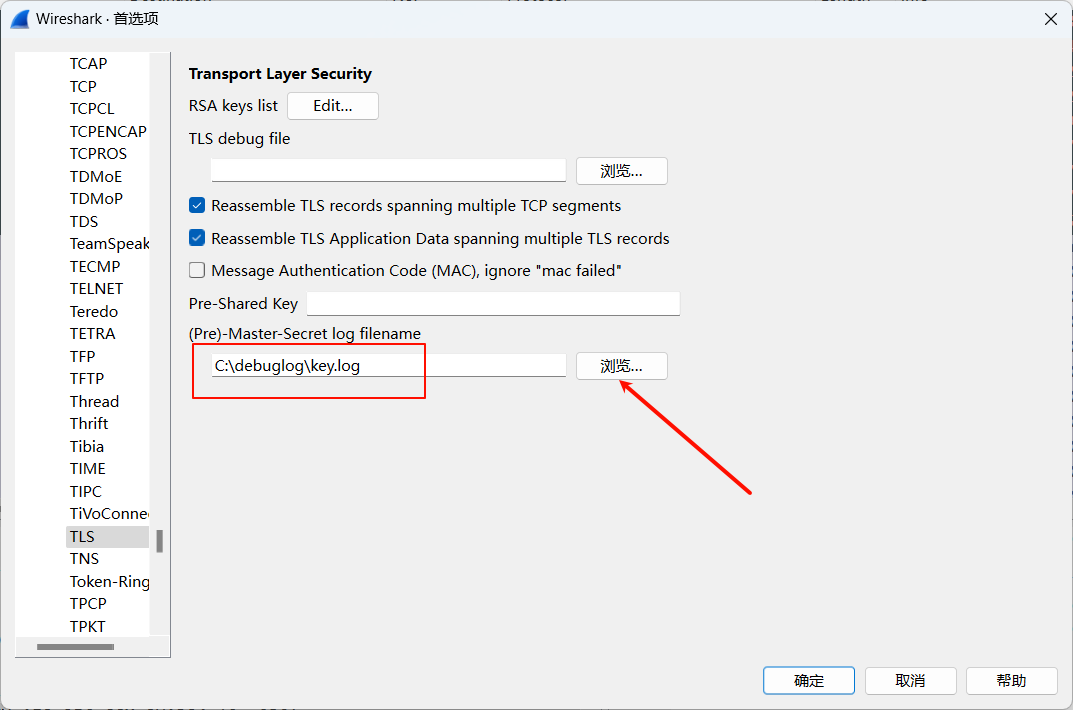 Wireshark · 首选项
TCAP
TCP
TCPCL
TCPENCAP
TCPROS
TDMoE
TDMoP
TDS
TeamSpeak
TECMP
TELNET
Teredo
TETRA
TFP
TFTP
Thread
Thrift
Tibia
TIME
TIPC
TiVoConne
TLS
TNS
Token-Ring
TPCP
TPKT
Transport Layer Security
RSA keys list Edit...
TLS debug file
浏览...
Reassemble TLS records spanning multiple TCP segments
Reassemble TLS Application Data spanning multiple TLS records
Message Authentication Code (MAC), ignore "mac failed"
Pre-Shared Key
(Pre)-Master-Secret log filename
C:\debuglog\key.log 浏览...
确定 取消 帮助